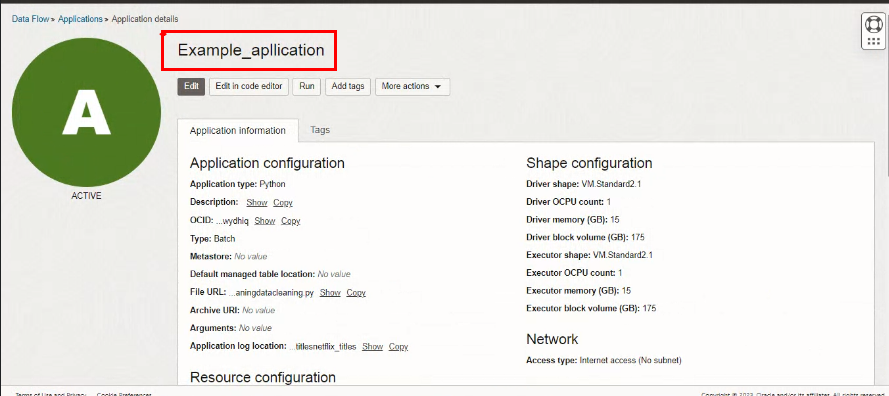 Data Flow » Applications » Application details
Example_apllication
A
ACTIVE
Edit Edit in code editor Run Add tags More actions
Application information Tags
Application configuration
Application type: Python
Description: Show Copy
OCID: ...wydhiq Show Copy
Type: Batch
Metastore: No value
Default managed table location: No value
File URL: ...aningdatacleaning.py Show Copy
Archive URI: No value
Arguments: No value
Application log location: ...titlesnetflix_titles Show Copy
Resource configuration
Shape configuration
Driver shape: VM.Standard2.1
Driver OCPU count: 1
Driver memory (GB): 15
Driver block volume (GB): 175
Executor shape: VM.Standard2.1
Executor OCPU count: 1
Executor memory (GB): 15
Executor block volume (GB): 175
Network
Access type: Internet access (No subnet)
Terms of Use and Privacy Cookie Preferences
Copyright © 2023, Oracle and/or its affiliates. All rights reserved.